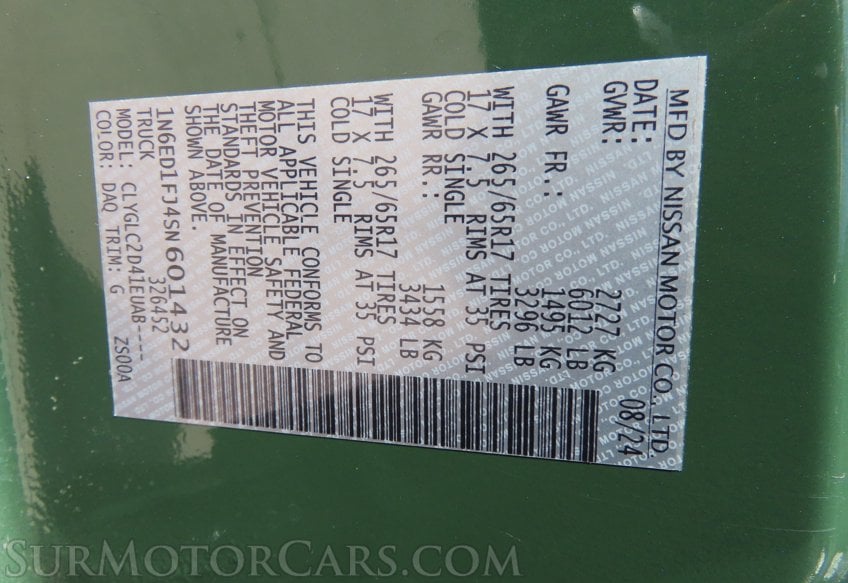 MFD BY NISSAN MOTOR CO., LTD
DATE: 08/24
GVWR: 2727 KG
6012 LB
GAWR FR.: 1495 KG
3296 LB
WITH 265/65R17 TIRES
17 X 7.5 RIMS AT 35 PSI
COLD SINGLE
GAWR RR.: 1558 KG
3434 LB
WITH 265/65R17 TIRES
17 X 7.5 RIMS AT 35 PSI
COLD SINGLE
THIS VEHICLE CONFORMS TO
ALL APPLICABLE FEDERAL
MOTOR VEHICLE SAFETY AND
THEFT PREVENTION
STANDARDS IN EFFECT ON
THE DATE OF MANUFACTURE
SHOWN ABOVE.
1N6ED1FJ4SN601432
TRUCK 326452
MODEL: CLYGLC2D41EUAB----
COLOR: DAQ TRIM: G ZS00A
SurMotorCars.com